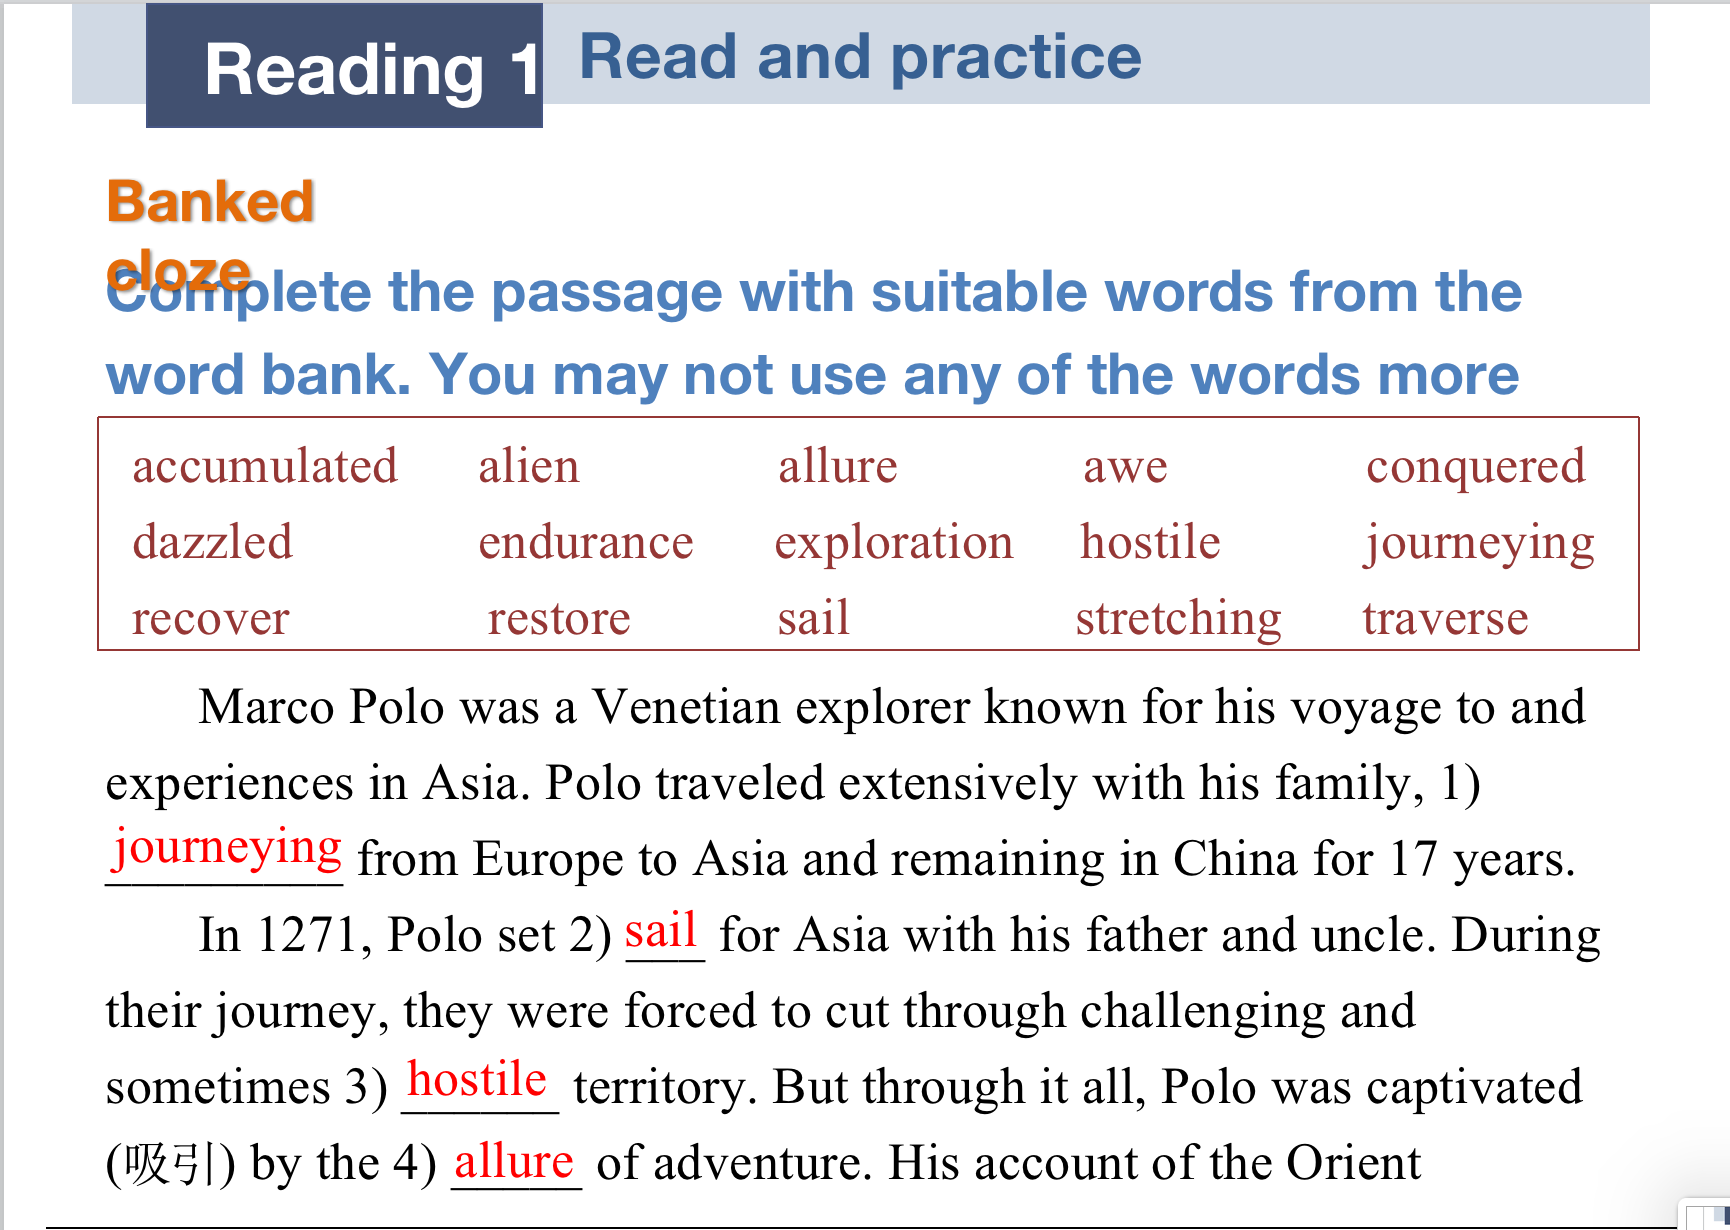 Reading 1 Read and practice
Banked
cloze
Complete the passage with suitable words from the
word bank. You may not use any of the words more
accumulated alien allure awe conquered
dazzled endurance exploration hostile journeying
recover restore sail stretching traverse
Marco Polo was a Venetian explorer known for his voyage to and
experiences in Asia. Polo traveled extensively with his family, 1)
journeying from Europe to Asia and remaining in China for 17 years.
In 1271, Polo set 2) sail for Asia with his father and uncle. During
their journey, they were forced to cut through challenging and
sometimes 3) hostile territory. But through it all, Polo was captivated
(吸引) by the 4) allure of adventure. His account of the Orient